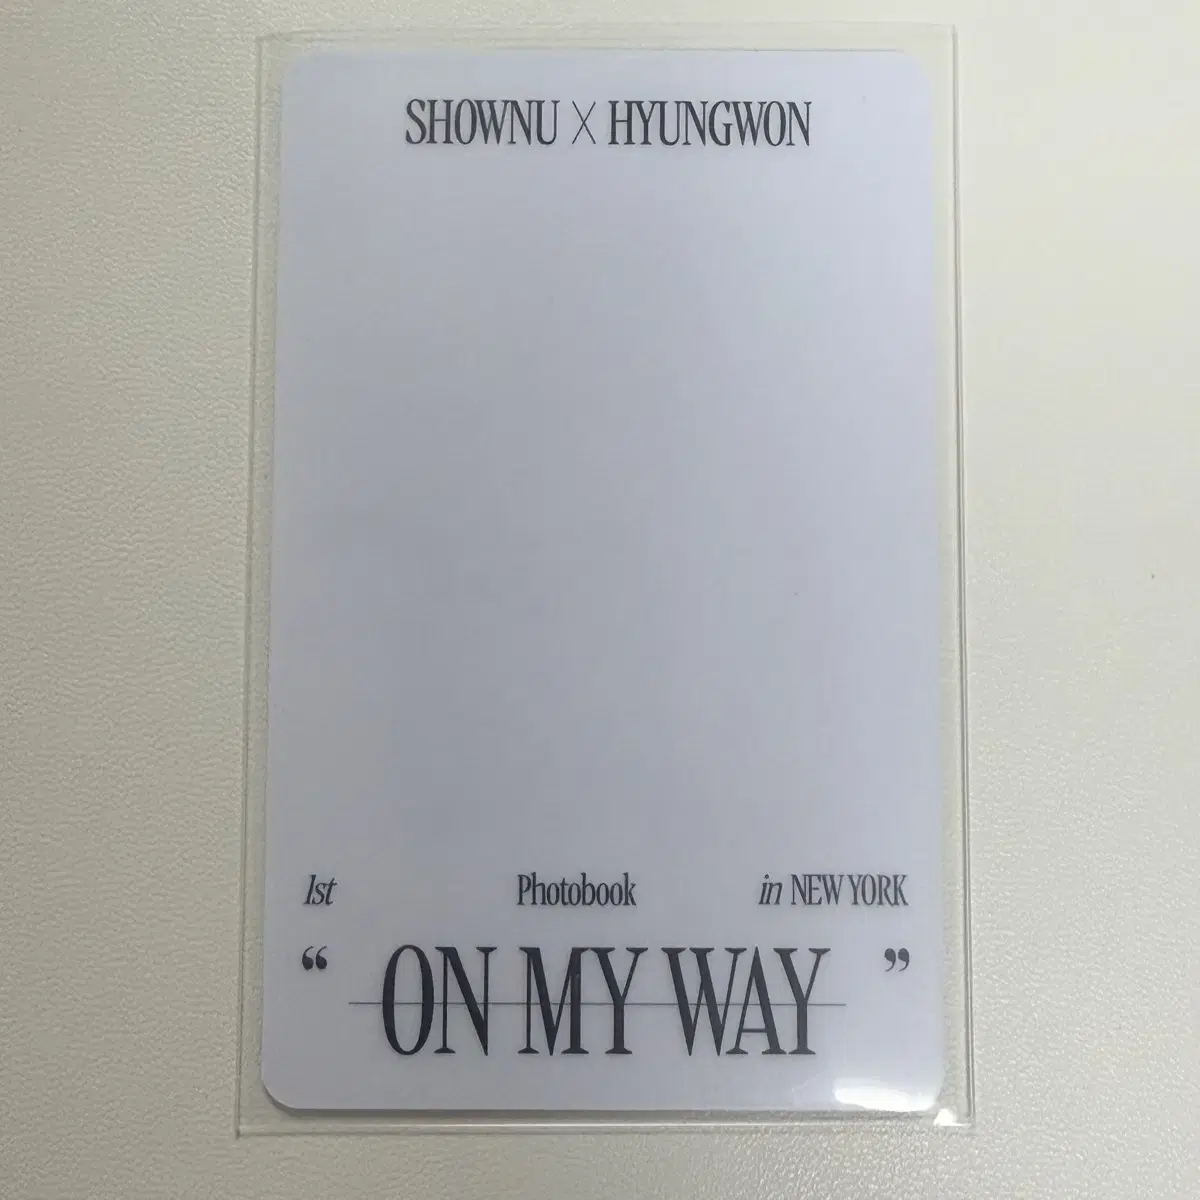 SHOWNU X HYUNGWON
1st Photobook in NEW YORK
“ ON MY WAY ”